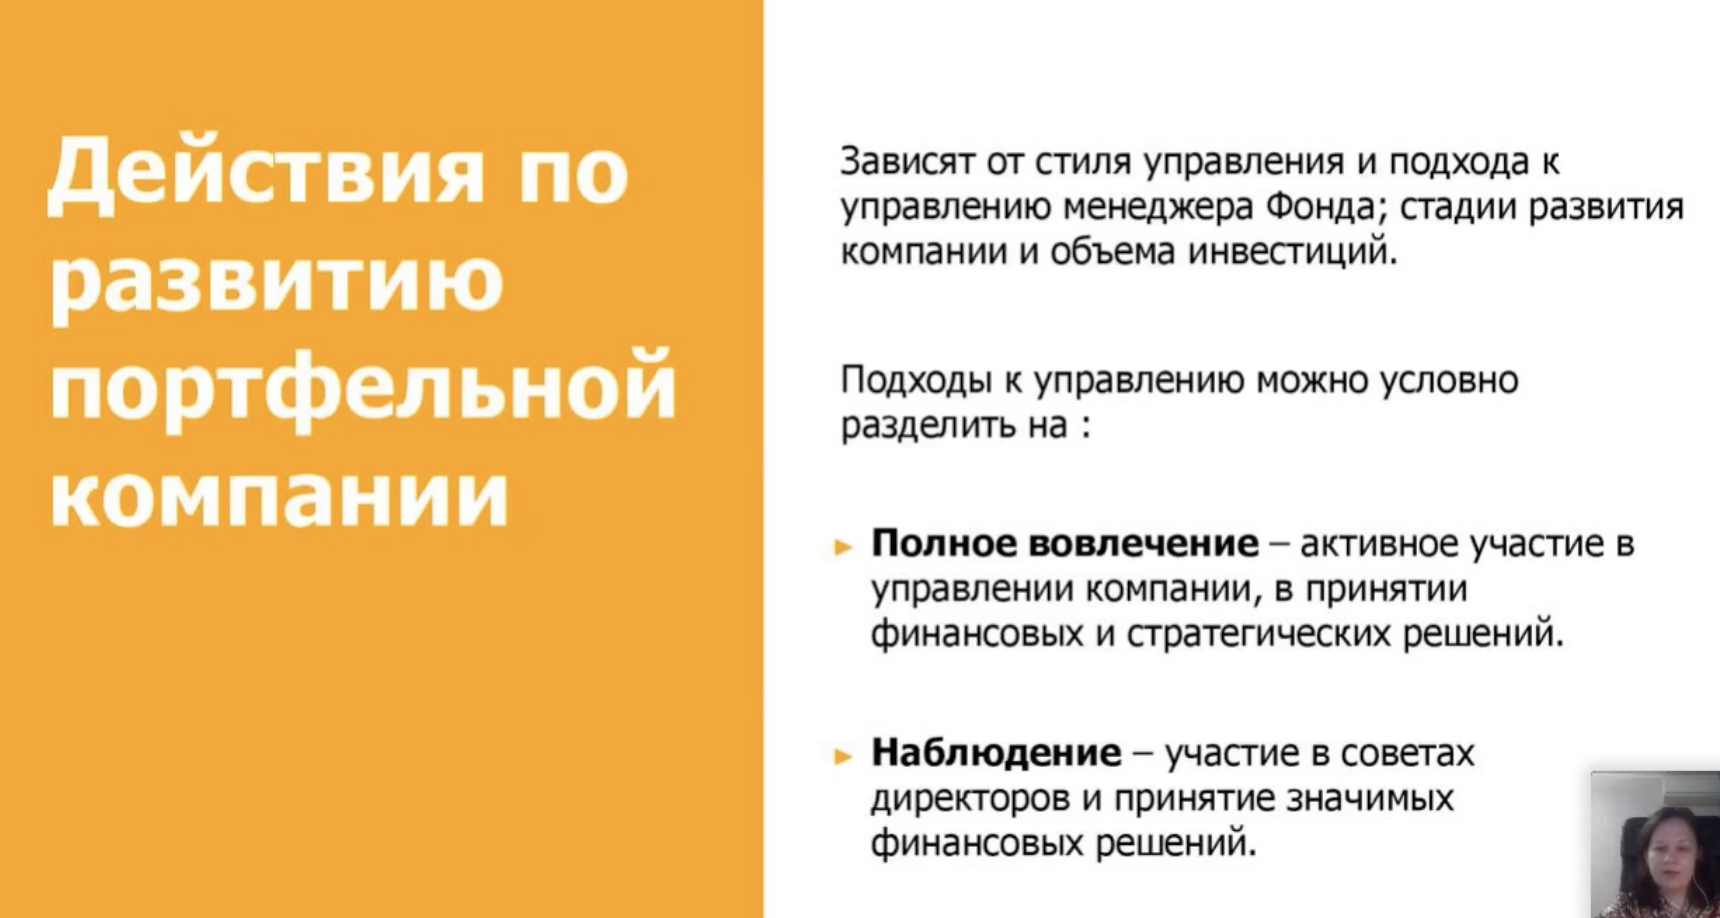 Действия по
развитию
портфельной
компании
Зависят от стиля управления и подхода к
управлению менеджера Фонда; стадии развития
компании и объема инвестиций.
Подходы к управлению можно условно
разделить на :
Полное вовлечение – активное участие в
управлении компании, в принятии
финансовых и стратегических решений.
Наблюдение – участие в советах
директоров и принятие значимых
финансовых решений.